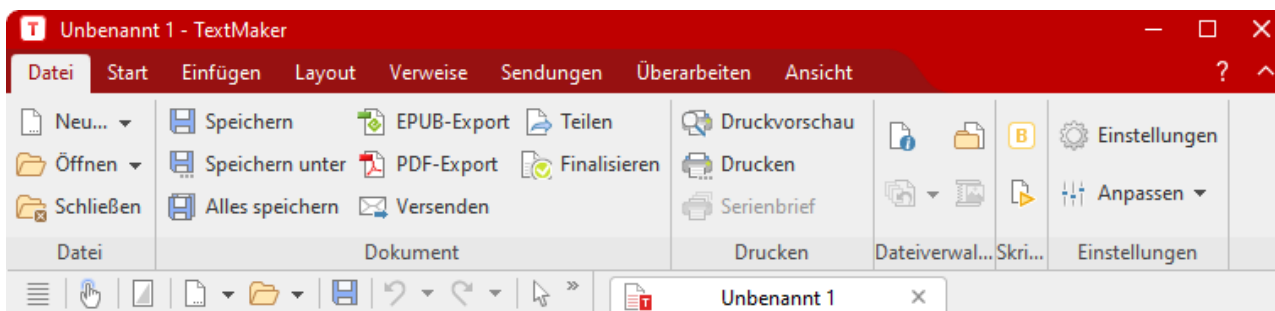 T Unbenannt 1 - TextMaker
Datei Start Einfügen Layout Verweise Sendungen Überarbeiten Ansicht ?
Neu... Speichern EPUB-Export Teilen Druckvorschau
B Einstellungen
Öffnen Speichern unter PDF-Export Finalisieren Drucken
Schließen Alles speichern Versenden Serienbrief Anpassen
Datei Dokument Drucken Dateiverwal... Skri... Einstellungen
» T Unbenannt 1